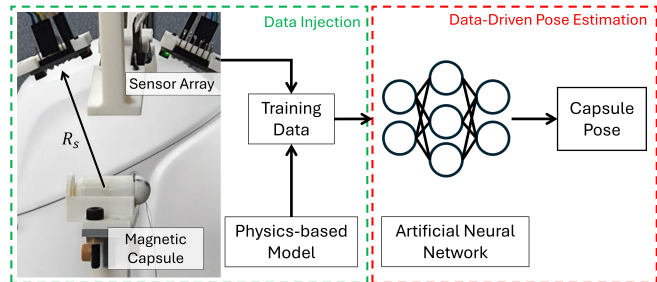 Data Injection
Data-Driven Pose Estimation
Sensor Array
Training
Data
Capsule
Pose
Rₛ
Magnetic
Capsule
Physics-based
Model
Artificial Neural
Network